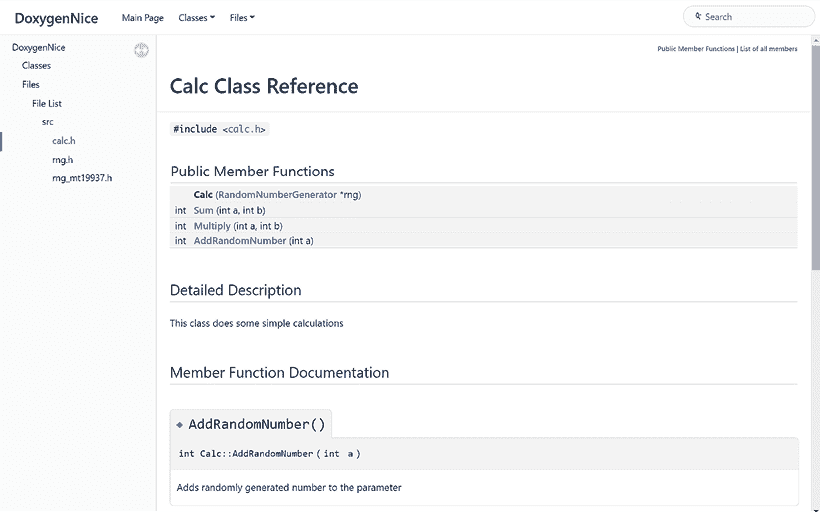 DoxygenNice
Main Page
Classes
Files
Search
DoxygenNice
Classes
Files
File List
src
calc.h
rng.h
rng_mt19937.h
Public Member Functions | List of all members
Calc Class Reference
#include <calc.h>
Public Member Functions
Calc (RandomNumberGenerator *rng)
int Sum (int a, int b)
int Multiply (int a, int b)
int AddRandomNumber (int a)
Detailed Description
This class does some simple calculations
Member Function Documentation
◆ AddRandomNumber()
int Calc::AddRandomNumber ( int a )
Adds randomly generated number to the parameter